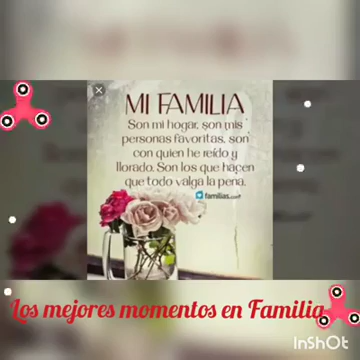 MI FAMILIA
Son mi hogar, son mis
personas favoritas, son
con quien he reído y
llorado. Son los que hacen
que todo valga la pena.
familias.com
Los mejores momentos en Familia
InShOt